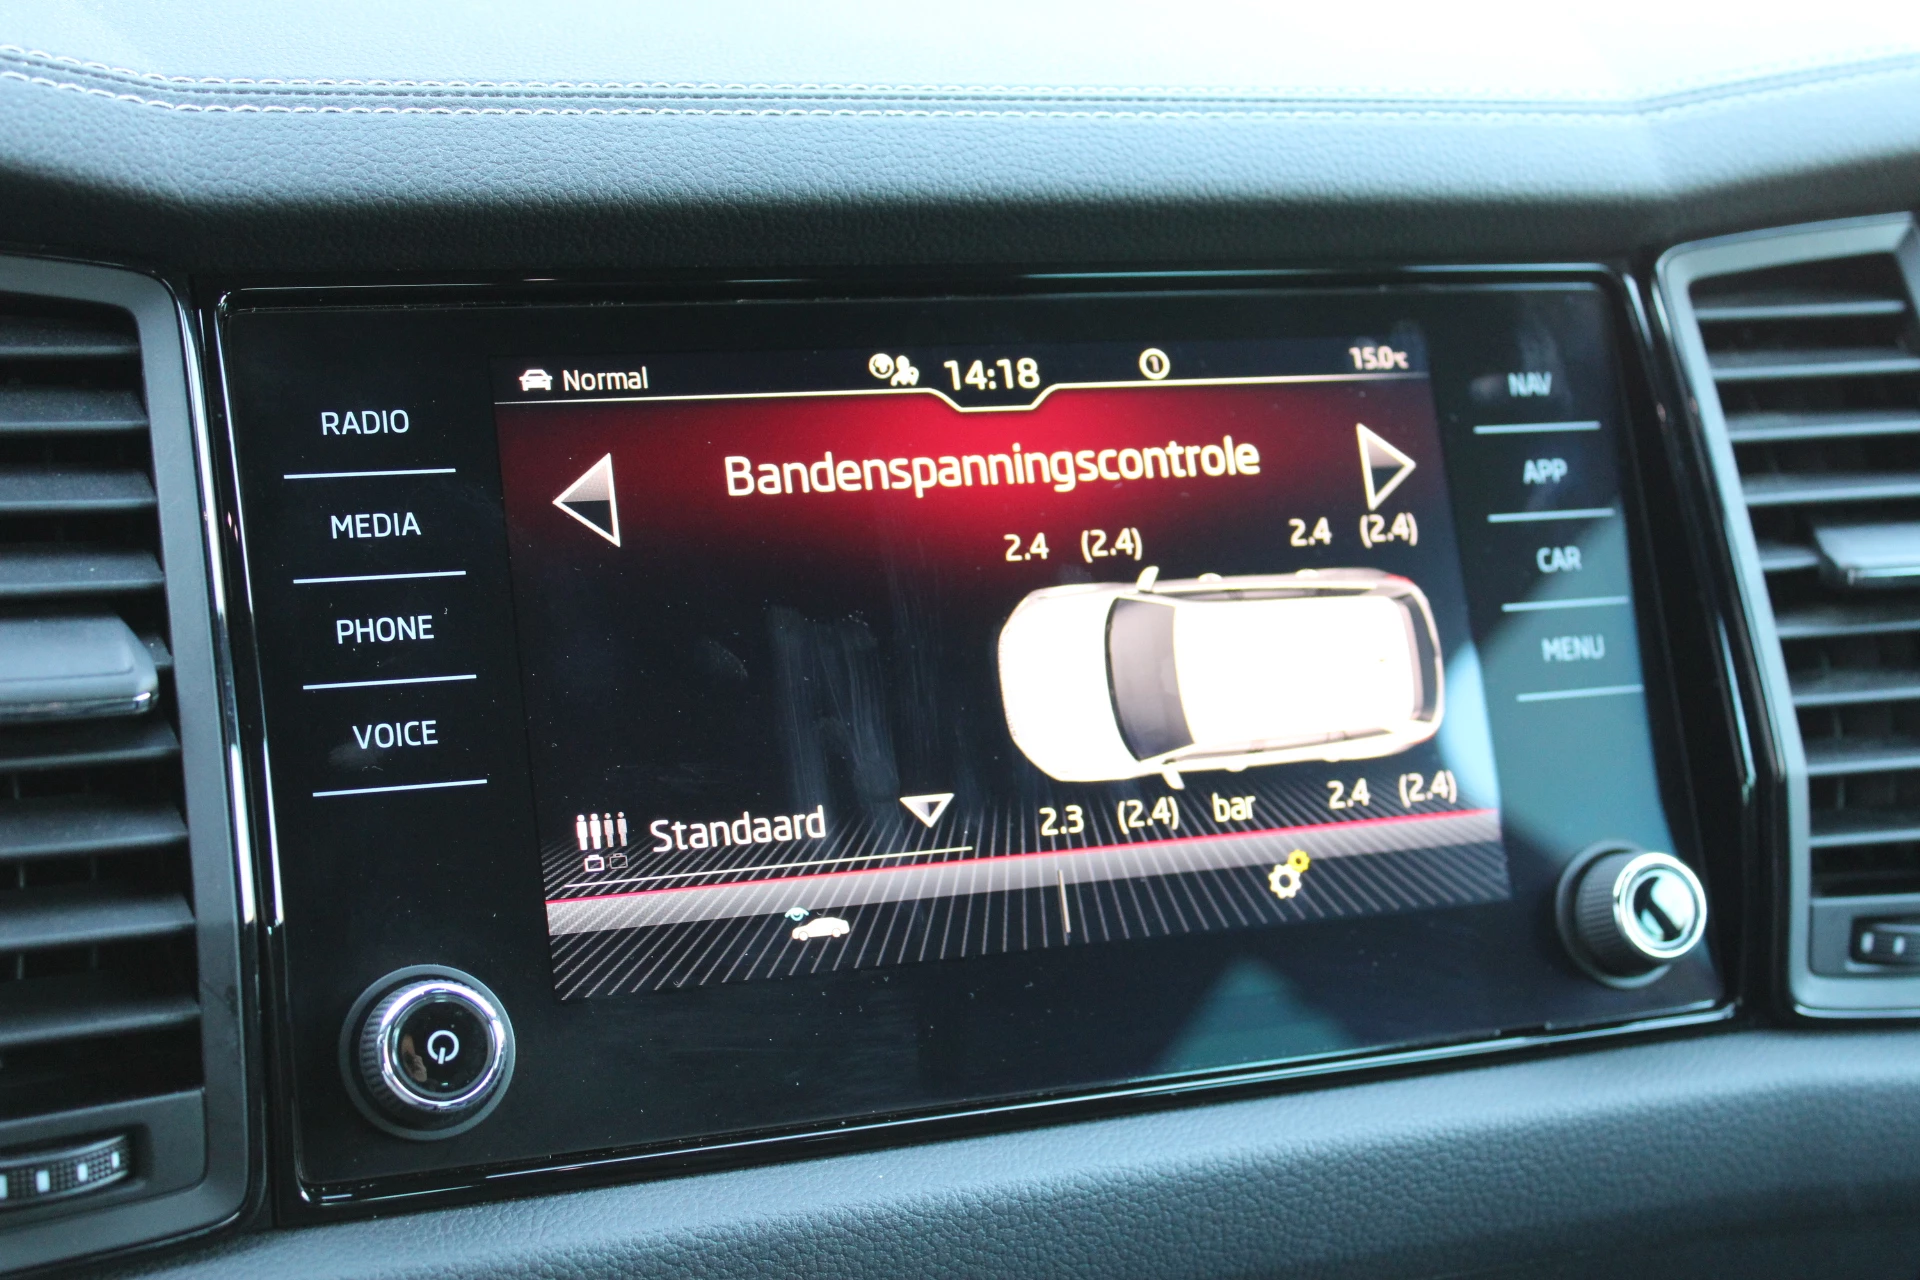 Normal
14:18
1
15.0°C
RADIO
MEDIA
PHONE
VOICE
Bandenspanningscontrole
2.4 (2.4) 2.4 (2.4)
2.3 (2.4) bar 2.4 (2.4)
Standaard
NAV
APP
CAR
MENU